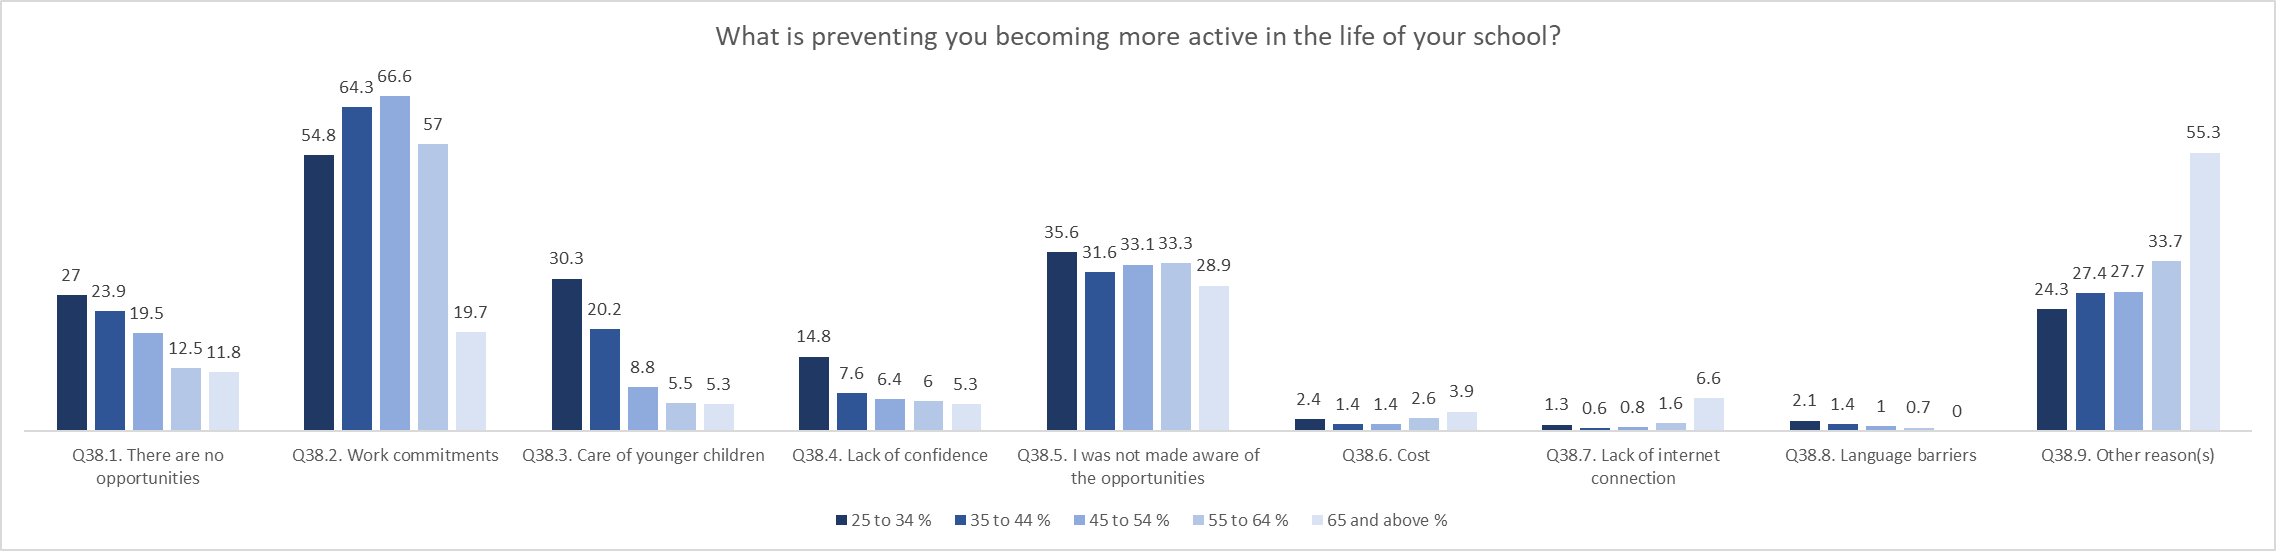 What is preventing you becoming more active in the life of your school?
27
23.9
19.5
12.5
11.8
54.8
64.3
66.6
57
19.7
30.3
20.2
8.8
5.5
5.3
14.8
7.6
6.4
6
5.3
35.6
31.6
33.1
33.3
28.9
2.4
1.4
1.4
2.6
3.9
1.3
0.6
0.8
1.6
6.6
2.1
1.4
1
0.7
0
24.3
27.4
27.7
33.7
55.3
Q38.1. There are no
opportunities
Q38.2. Work commitments
Q38.3. Care of younger children
Q38.4. Lack of confidence
Q38.5. I was not made aware of
the opportunities
Q38.6. Cost
Q38.7. Lack of internet
connection
Q38.8. Language barriers
Q38.9. Other reason(s)
25 to 34 %
35 to 44 %
45 to 54 %
55 to 64 %
65 and above %